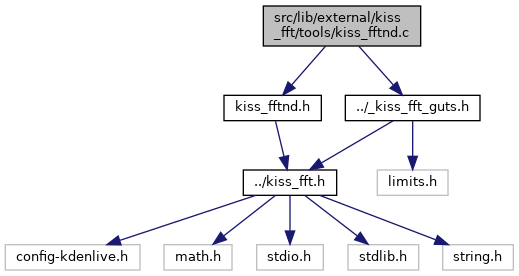 src/lib/external/kiss
_fft/tools/kiss_fftnd.c
kiss_fftnd.h
../_kiss_fft_guts.h
../kiss_fft.h
limits.h
config-kdenlive.h
math.h
stdio.h
stdlib.h
string.h